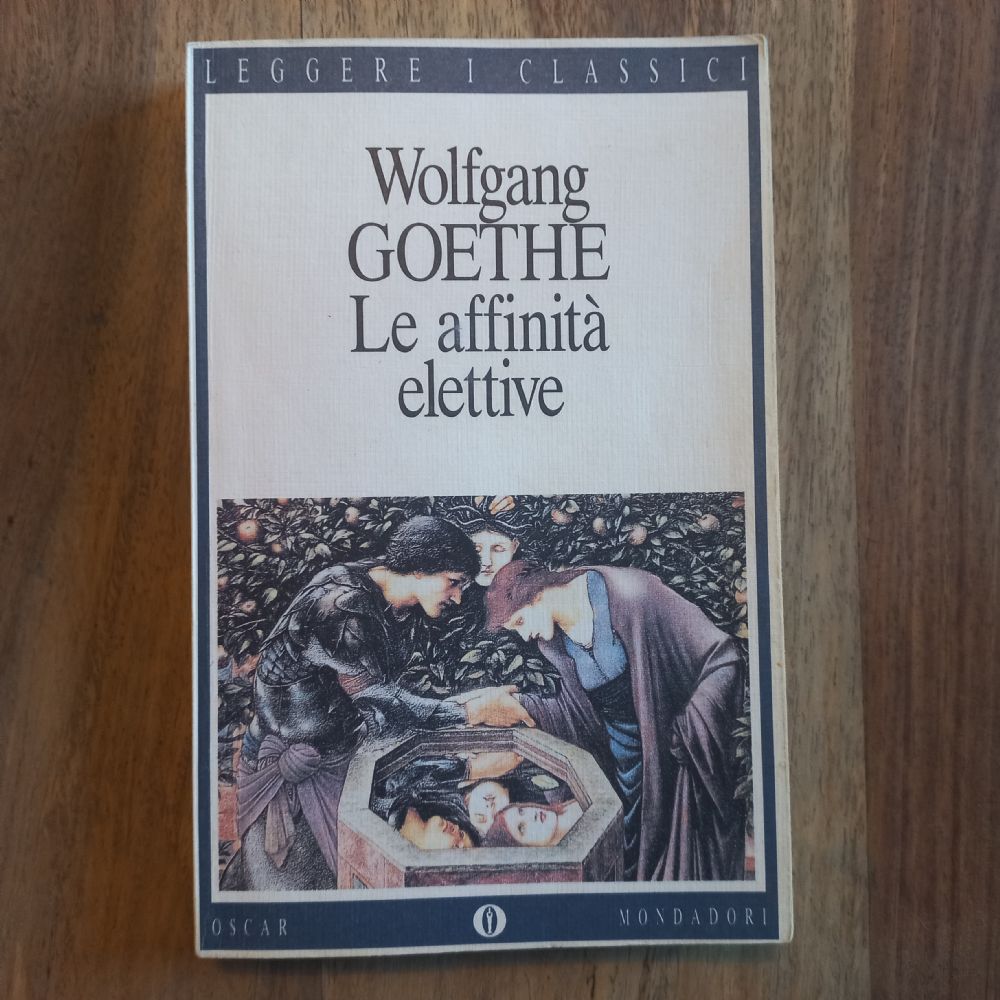 LEGGERE I CLASSICI
Wolfgang
GOETHE
Le affinità
elettive
OSCAR MONDADORI